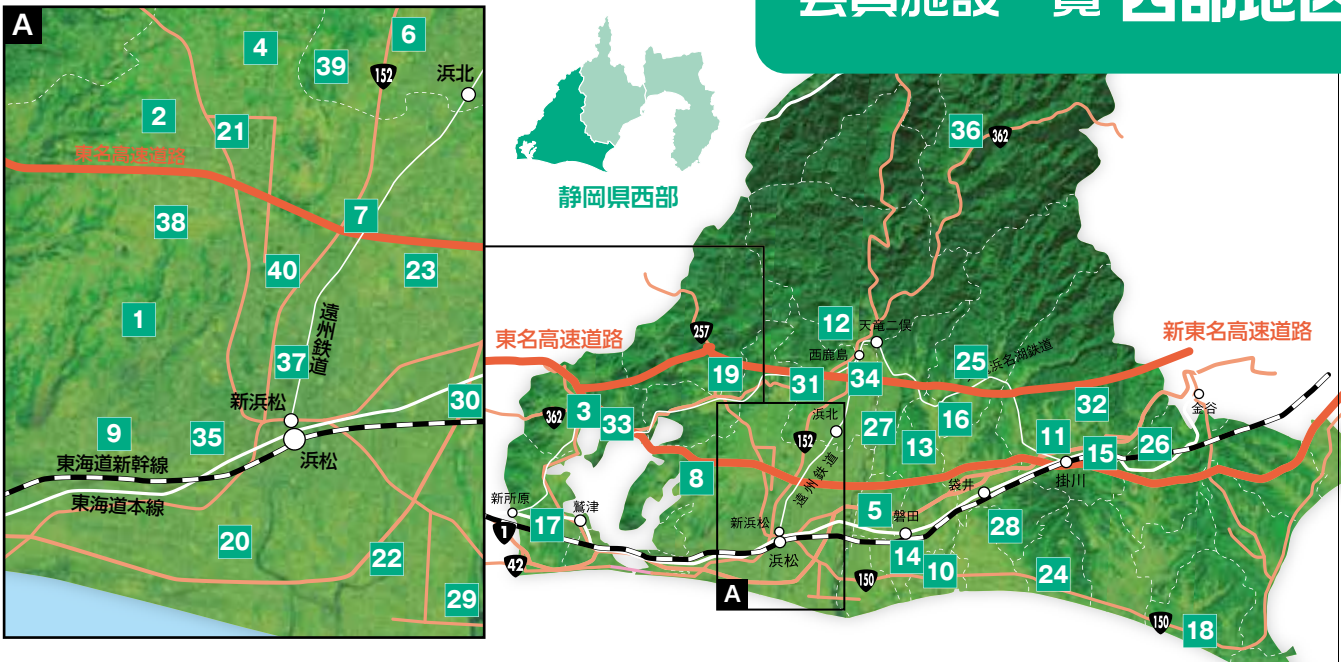 会員施設一覧 西部地区
A
4
6
39
152
浜北
2
21
東名高速道路
38
7
40
23
1
遠州鉄道
37
新浜松
30
9
35
浜松
東海道新幹線
東海道本線
20
22
29
静岡県西部
36
362
東名高速道路
257
12
天竜二俣
西鹿島
新東名高速道路
25
浜名湖鉄道
19
31
34
362
3
33
浜北
152
27
16
32
金谷
13
11
15
26
掛川
8
遠州鉄道
袋井
新所原
鷲津
17
1
42
新浜松
浜松
5
磐田
28
14
10
24
150
A
150
18